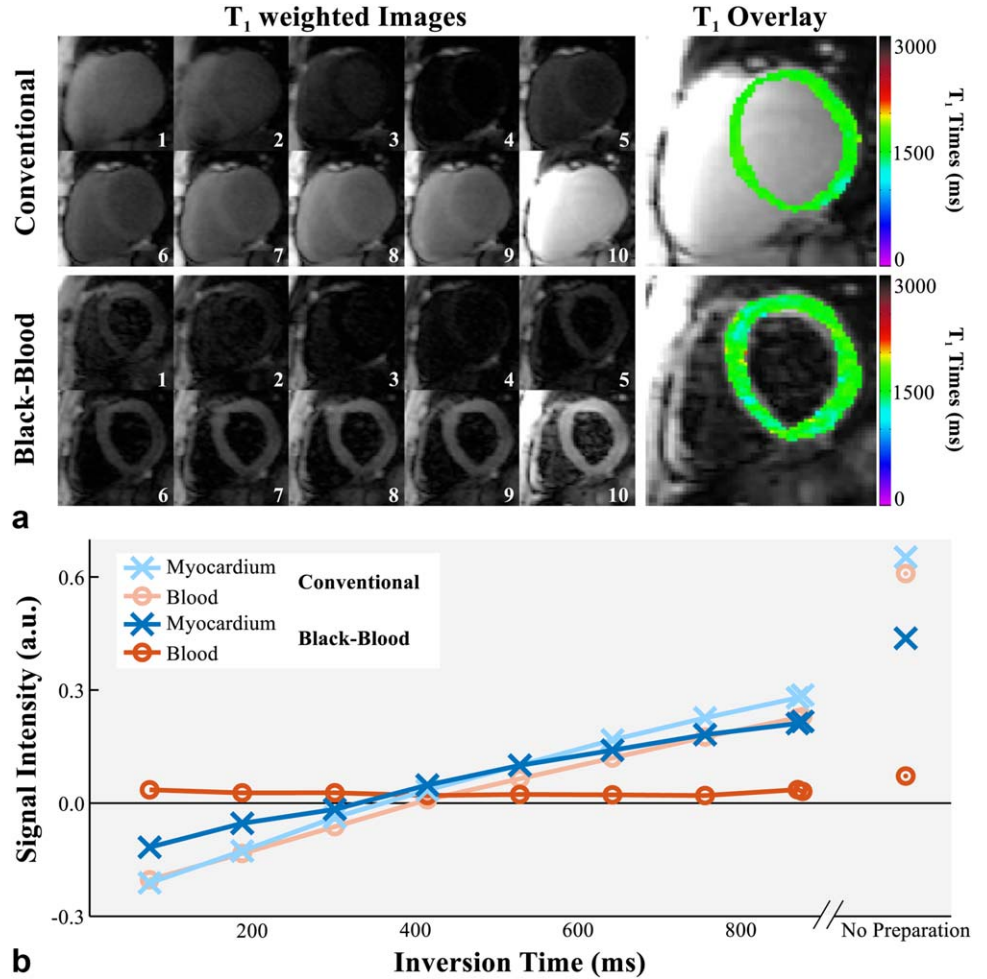 T₁ weighted Images
T₁ Overlay
Conventional
1 2 3 4 5
6 7 8 9 10
3000
1500
0
T₁ Times (ms)
Black-Blood
1 2 3 4 5
6 7 8 9 10
3000
1500
0
T₁ Times (ms)
a
Signal Intensity (a.u.)
0.6
0.3
0.0
-0.3
Myocardium
Blood
Conventional
Myocardium
Blood
Black-Blood
200 400 600 800 No Preparation
Inversion Time (ms)
b